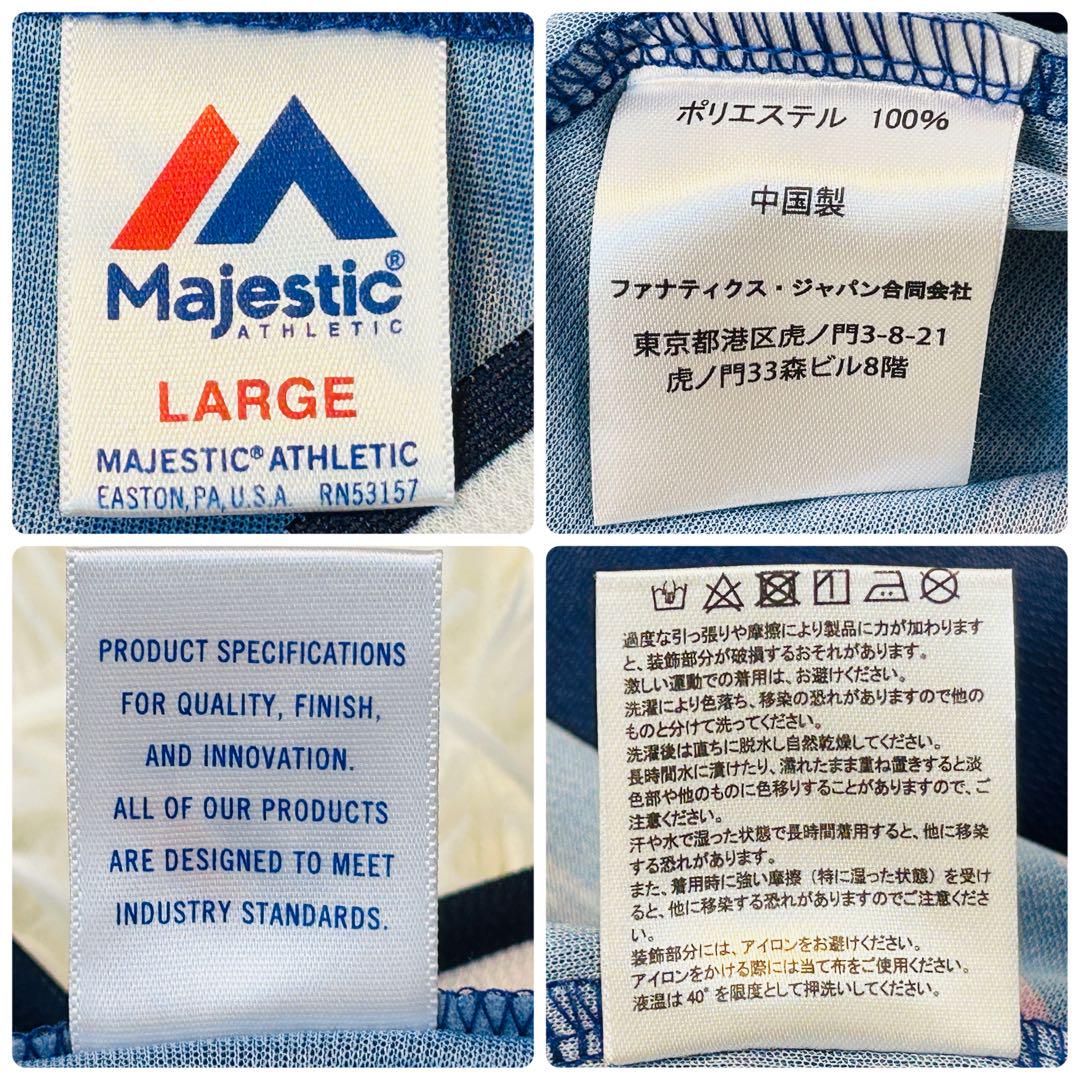 Majestic®
ATHLETIC
LARGE
MAJESTIC® ATHLETIC
EASTON, PA, U.S.A. RN53157
ポリエステル 100%
中国製
ファナティクス・ジャパン合同会社
東京都港区虎ノ門3-8-21
虎ノ門33森ビル8階
PRODUCT SPECIFICATIONS
FOR QUALITY, FINISH,
AND INNOVATION.
ALL OF OUR PRODUCTS
ARE DESIGNED TO MEET
INDUSTRY STANDARDS.
過度な引っ張りや摩擦により製品に力が加わります
と、装飾部分が破損するおそれがあります。
激しい運動での着用は、お避けください。
洗濯により色落ち、移染の恐れがありますので他の
ものと分けて洗ってください。
洗濯後は直ちに脱水し自然乾燥してください。
長時間水に漬けたり、濡れたまま重ね置きすると淡
色部や他のものに色移りすることがありますので、ご
注意ください。
汗や水で湿った状態で長時間着用すると、他に移染
する恐れがあります。
また、着用時に強い摩擦（特に湿った状態）を受け
ると、他に移染する恐れがありますのでご注意くださ
い。
装飾部分には、アイロンをお避けください。
アイロンをかける際には当て布をご使用ください。
液温は40°を限度として押洗いしてください。